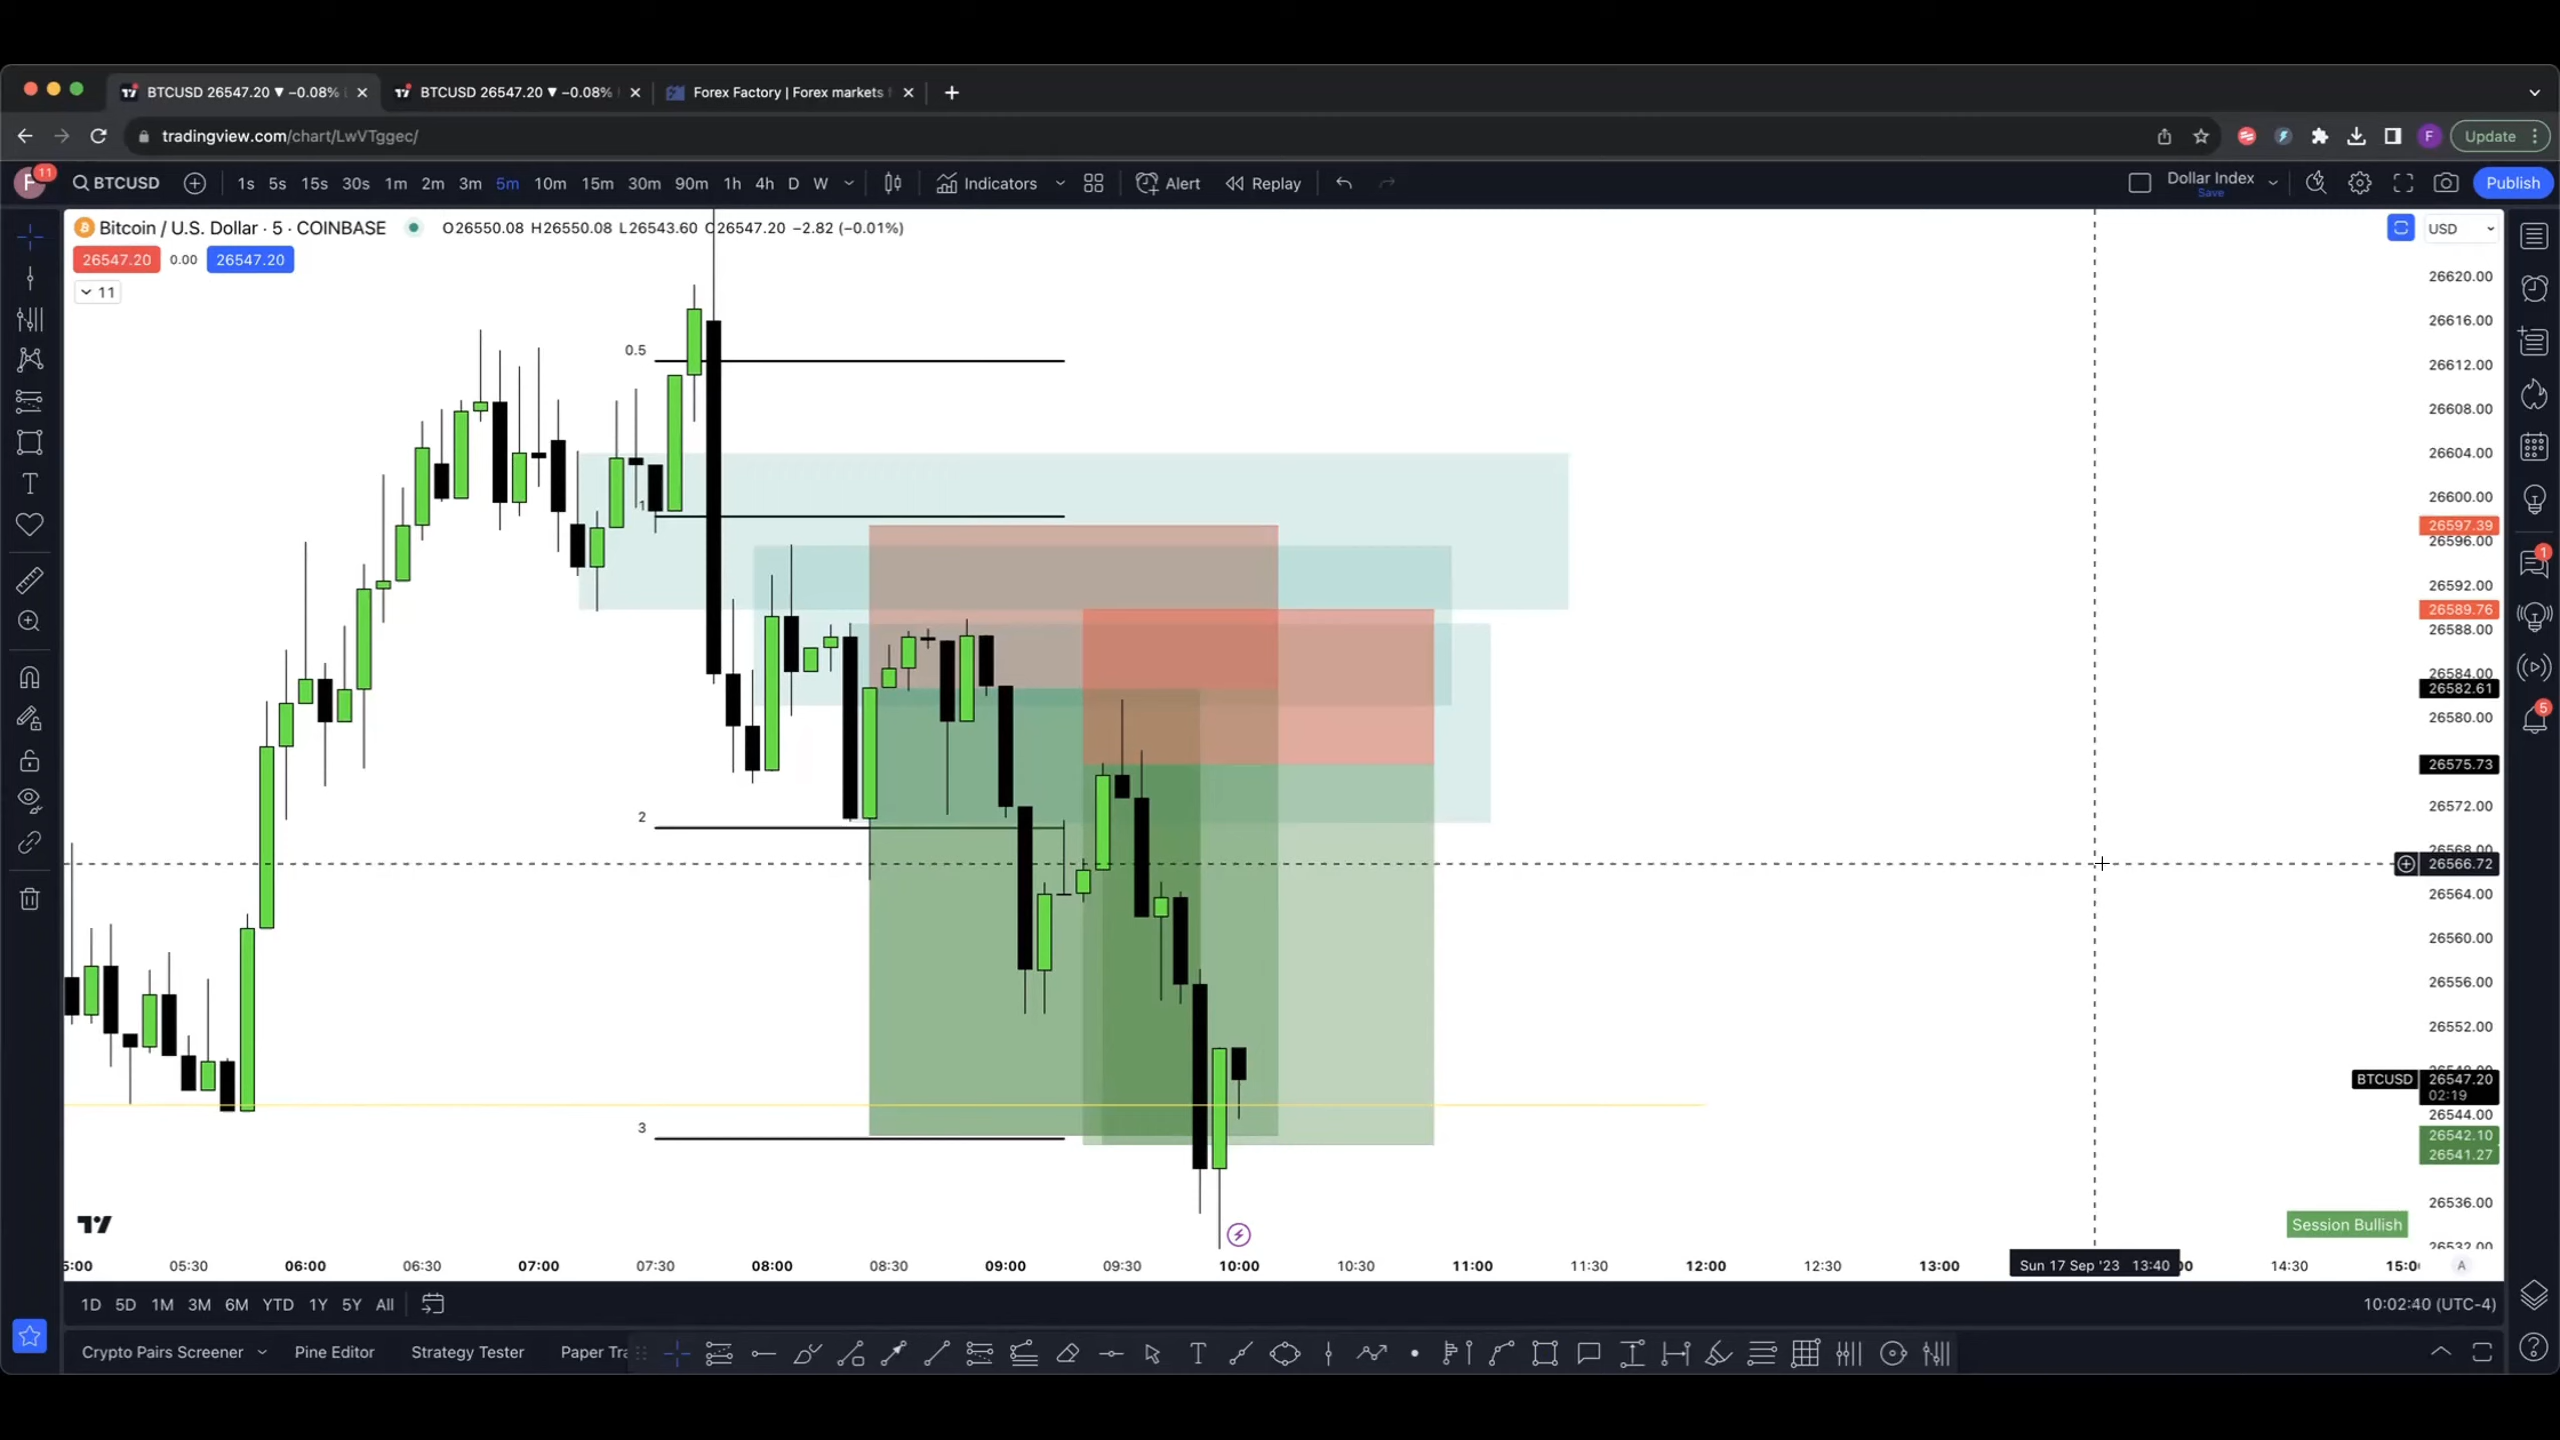 BTCUSD 26547.20 ▼ −0.08%
BTCUSD 26547.20 ▼ −0.08%
Forex Factory | Forex markets
tradingview.com/chart/LwVTggec/
F
Update
F 11
BTCUSD
1s 5s 15s 30s 1m 2m 3m 5m 10m 15m 30m 90m 1h 4h D W
Indicators
Alert
Replay
Dollar Index
Save
Publish
Bitcoin / U.S. Dollar · 5 · COINBASE
O26550.08 H26550.08 L26543.60 C26547.20 −2.82 (−0.01%)
USD
26547.20 0.00 26547.20
11
26620.00
26616.00
0.5
26612.00
26608.00
26604.00
26600.00
1
26597.39
26596.00
1
26592.00
26589.76
26588.00
26584.00
26582.61
5
26580.00
26575.73
26572.00
2
26568.00
26566.72
26564.00
26560.00
26556.00
26552.00
BTCUSD 26547.20
02:19
26544.00
3
26542.10
26541.27
26536.00
Session Bullish
26532.00
05:30 06:00 06:30 07:00 07:30 08:00 08:30 09:00 09:30 10:00 10:30 11:00 11:30 12:00 12:30 13:00 Sun 17 Sep '23 13:40 14:30 A
1D 5D 1M 3M 6M YTD 1Y 5Y All
10:02:40 (UTC-4)
Crypto Pairs Screener
Pine Editor
Strategy Tester
Paper Tra